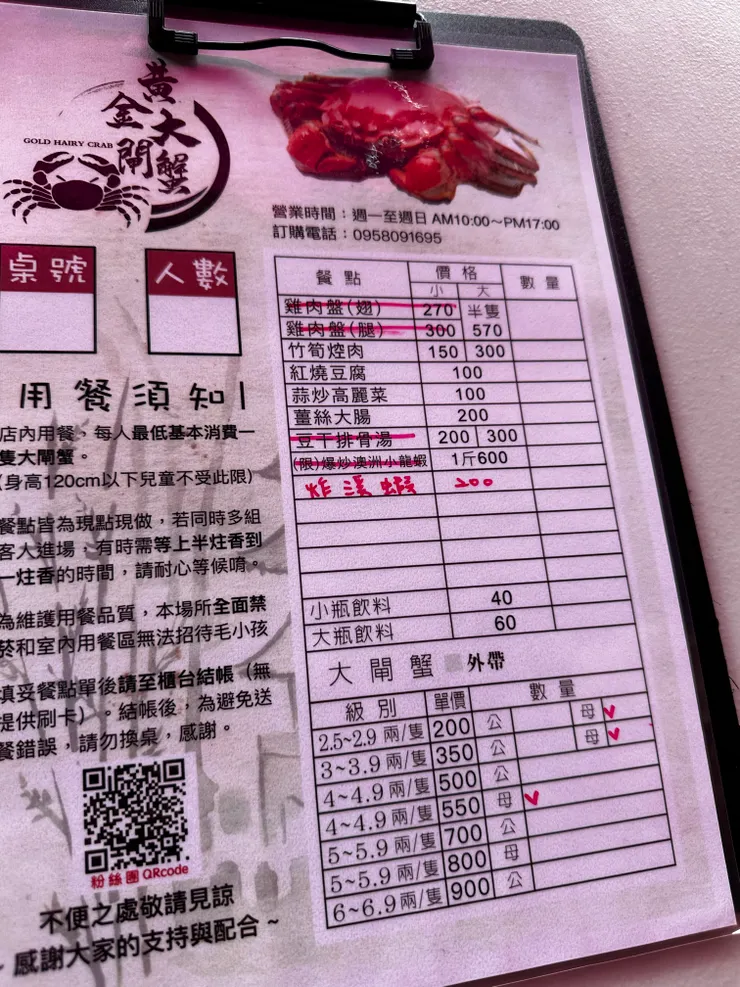 黃金大閘蟹
GOLD HAIRY CRAB
營業時間：週一至週日 AM10:00～PM17:00
訂購電話：0958091695
桌號 人數
用餐須知
店內用餐，每人最低基本消費一
隻大閘蟹。
(身高120cm以下兒童不受此限)
餐點皆為現點現做，若同時多組
客人進場，有時需等上半炷香到
一炷香的時間，請耐心等候唷。
為維護用餐品質，本場所全面禁
菸和室內用餐區無法招待毛小孩
填妥餐點單後請至櫃台結帳（無
提供刷卡）。結帳後，為避免送
餐錯誤，請勿換桌，感謝。
粉絲團QRcode
不便之處敬請見諒
~ 感謝大家的支持與配合 ~
餐點 價格 數量
小 大
雞肉盤(翅) 270 半隻
雞肉盤(腿) 300 570
竹筍焢肉 150 300
紅燒豆腐 100
蒜炒高麗菜 100
薑絲大腸 200
豆干排骨湯 200 300
(限)爆炒澳洲小龍蝦 1斤600
炸溪蝦 200
小瓶飲料 40
大瓶飲料 60
大閘蟹 外帶
級別 單價 數量
2.5~2.9 兩/隻 200 公 母 ✓
3~3.9 兩/隻 350 公 母 ✓
4~4.9 兩/隻 500 公
4~4.9 兩/隻 550 母 ✓
5~5.9 兩/隻 700 公
5~5.9 兩/隻 800 母
6~6.9 兩/隻 900 公